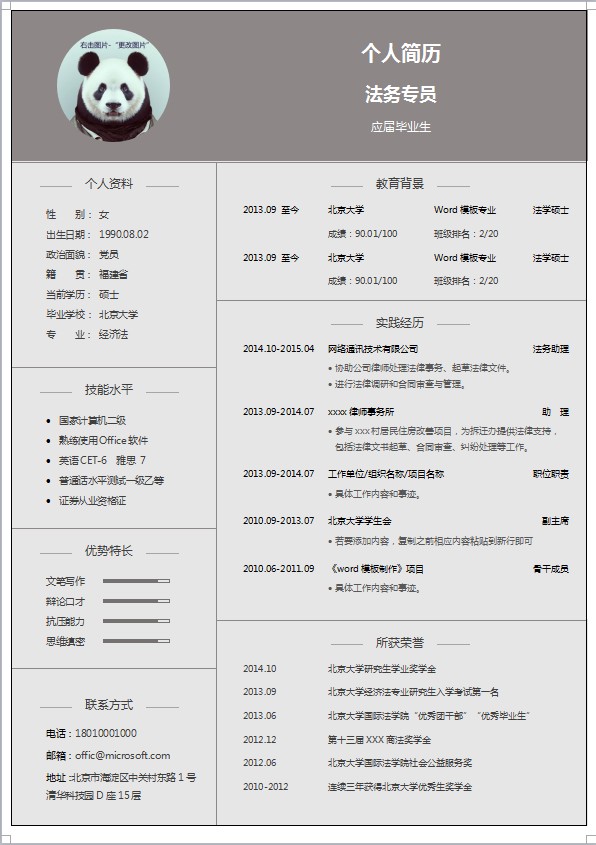 右击图片-“更改图片”
个人简历
法务专员
应届毕业生
个人资料
性 别： 女
出生日期： 1990.08.02
政治面貌： 党员
籍 贯： 福建省
当前学历： 硕士
毕业学校： 北京大学
专 业： 经济法
技能水平
• 国家计算机二级
• 熟练使用 Office 软件
• 英语 CET-6 雅思 7
• 普通话水平测试一级乙等
• 证券从业资格证
优势特长
文笔写作
辩论口才
抗压能力
思维缜密
联系方式
电话：18010001000
邮箱：offic@microsoft.com
地址:北京市海淀区中关村东路 1 号
清华科技园 D 座 15 层
教育背景
2013.09 至今 北京大学 Word 模板专业 法学硕士
成绩：90.01/100 班级排名：2/20
2013.09 至今 北京大学 Word 模板专业 法学硕士
成绩：90.01/100 班级排名：2/20
实践经历
2014.10-2015.04 网络通讯技术有限公司 法务助理
• 协助公司律师处理法律事务、起草法律文件。
• 进行法律调研和合同审查与管理。
2013.09-2014.07 xxxx 律师事务所 助 理
• 参与 xxx 村居民住房改善项目，为拆迁办提供法律支持，
包括法律文书起草、合同审查、纠纷处理等工作。
2013.09-2014.07 工作单位/组织名称/项目名称 职位职责
• 具体工作内容和事迹。
2010.09-2013.07 北京大学学生会 副主席
• 若要添加内容，复制之前相应内容粘贴到新行即可
2010.06-2011.09 《word 模板制作》项目 骨干成员
• 具体工作内容和事迹。
所获荣誉
2014.10 北京大学研究生学业奖学金
2013.09 北京大学经济法专业研究生入学考试第一名
2013.06 北京大学国际法学院“优秀团干部”“优秀毕业生”
2012.12 第十三届 XXX 商法奖学金
2012.06 北京大学国际法学院社会公益服务奖
2010-2012 连续三年获得北京大学优秀生奖学金